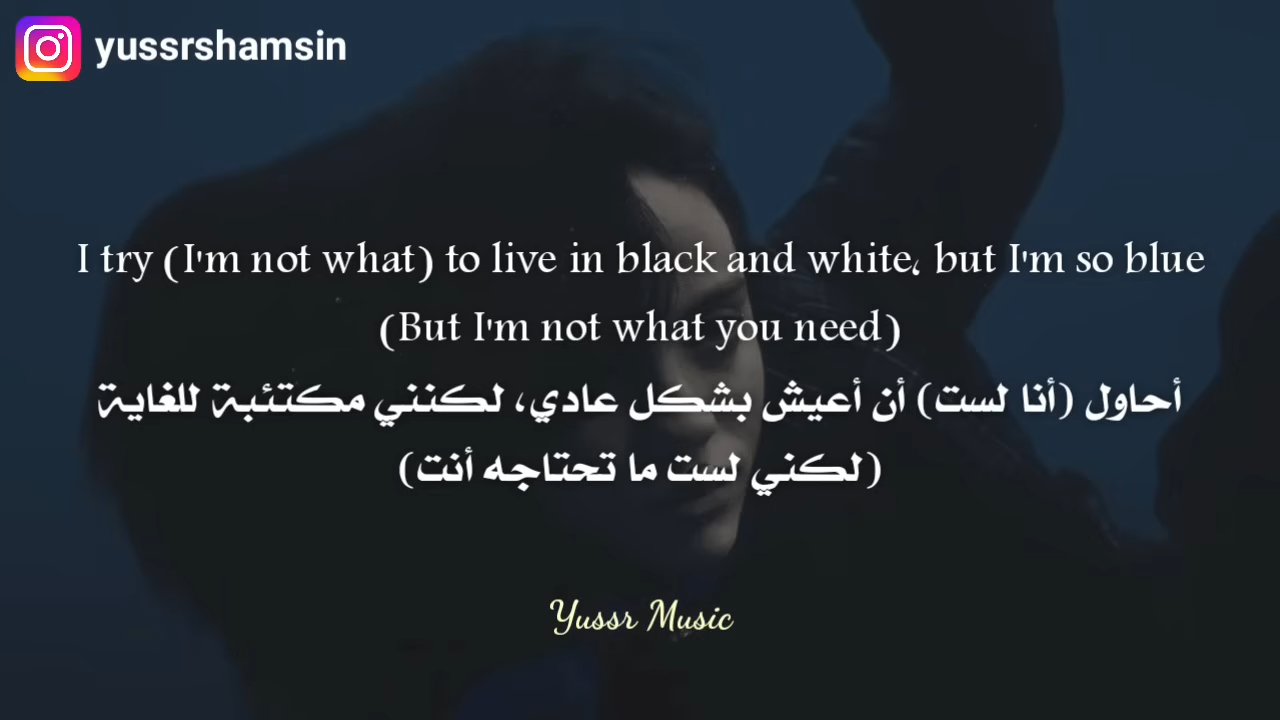 yussrshamsin
I try (I'm not what) to live in black and white، but I'm so blue
(But I'm not what you need)
أحاول (أنا لست) أن أعيش بشكل عادي، لكنني مكتئبة للغاية
(لكني لست ما تحتاجه أنت)
Yussr Music